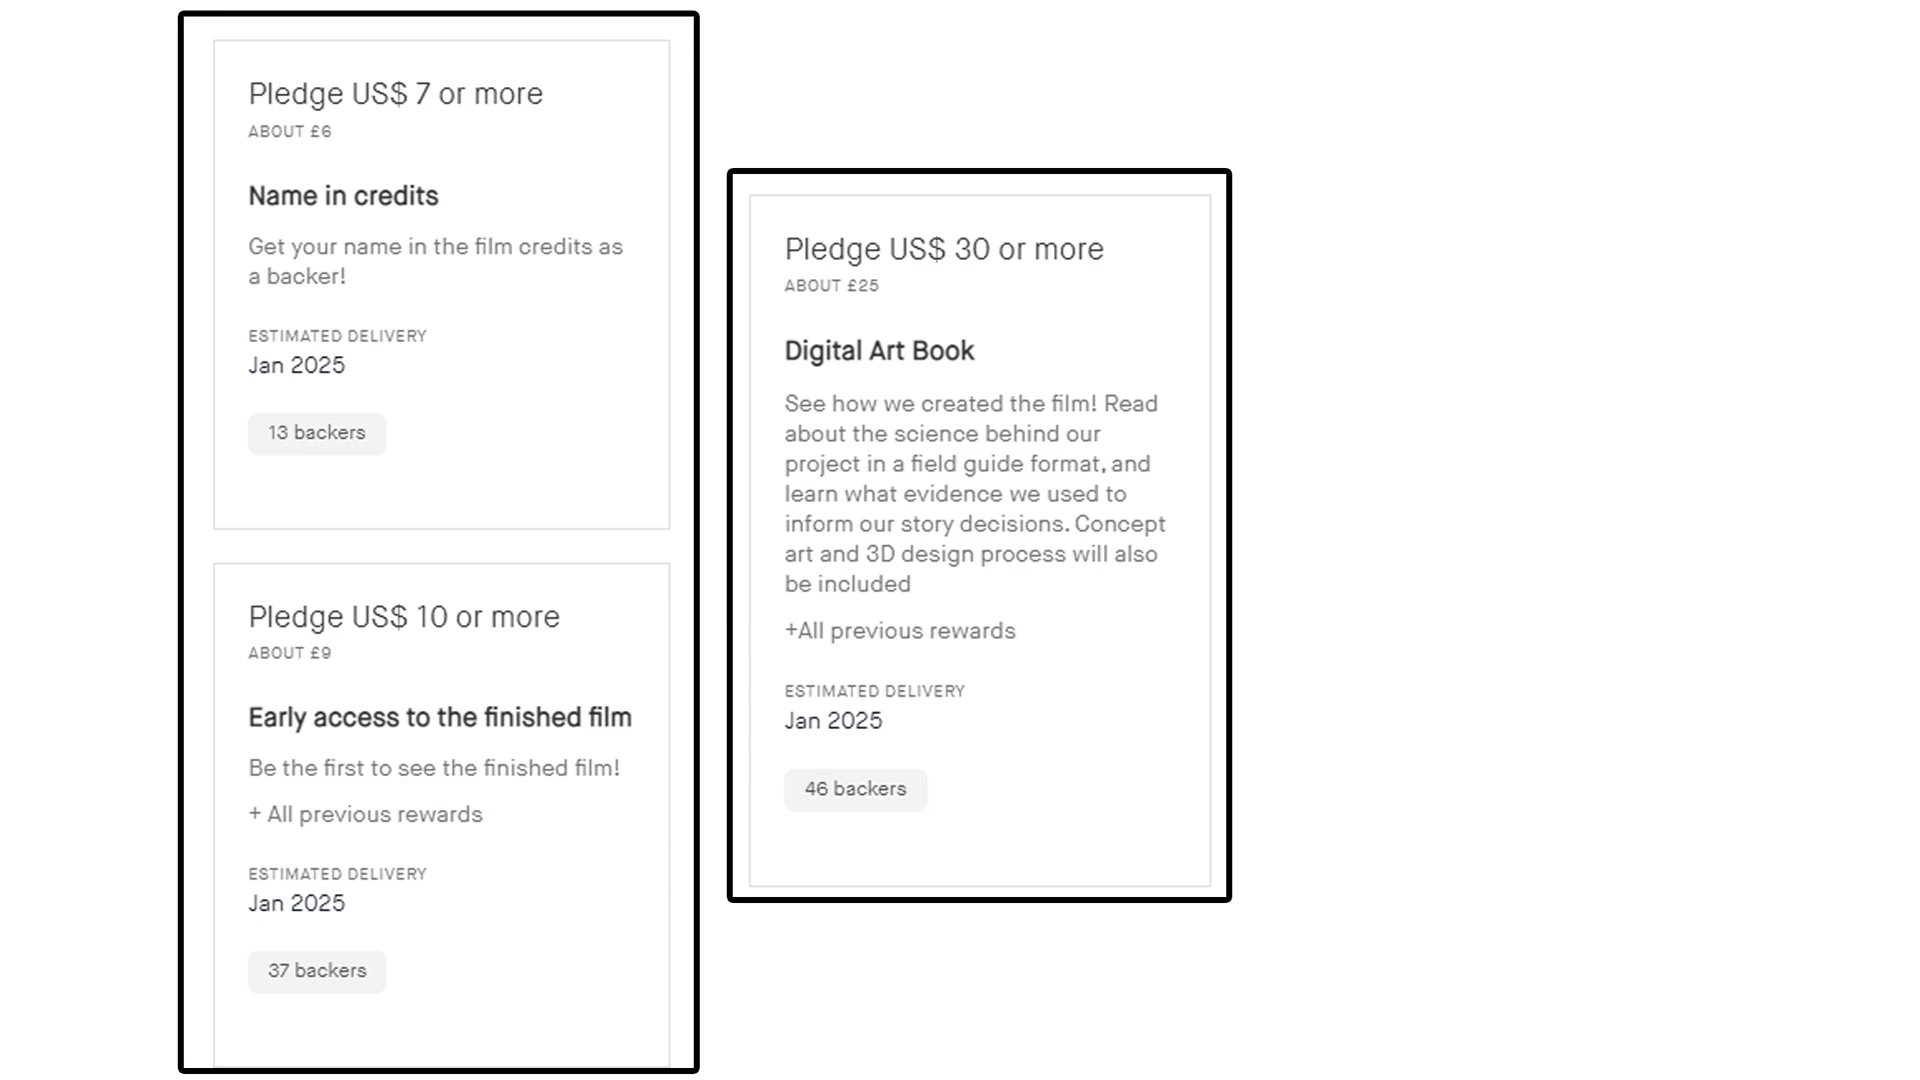 Pledge US$ 7 or more
ABOUT £6
Name in credits
Get your name in the film credits as
a backer!
ESTIMATED DELIVERY
Jan 2025
13 backers
Pledge US$ 10 or more
ABOUT £9
Early access to the finished film
Be the first to see the finished film!
+ All previous rewards
ESTIMATED DELIVERY
Jan 2025
37 backers
Pledge US$ 30 or more
ABOUT £25
Digital Art Book
See how we created the film! Read
about the science behind our
project in a field guide format, and
learn what evidence we used to
inform our story decisions. Concept
art and 3D design process will also
be included
+All previous rewards
ESTIMATED DELIVERY
Jan 2025
46 backers